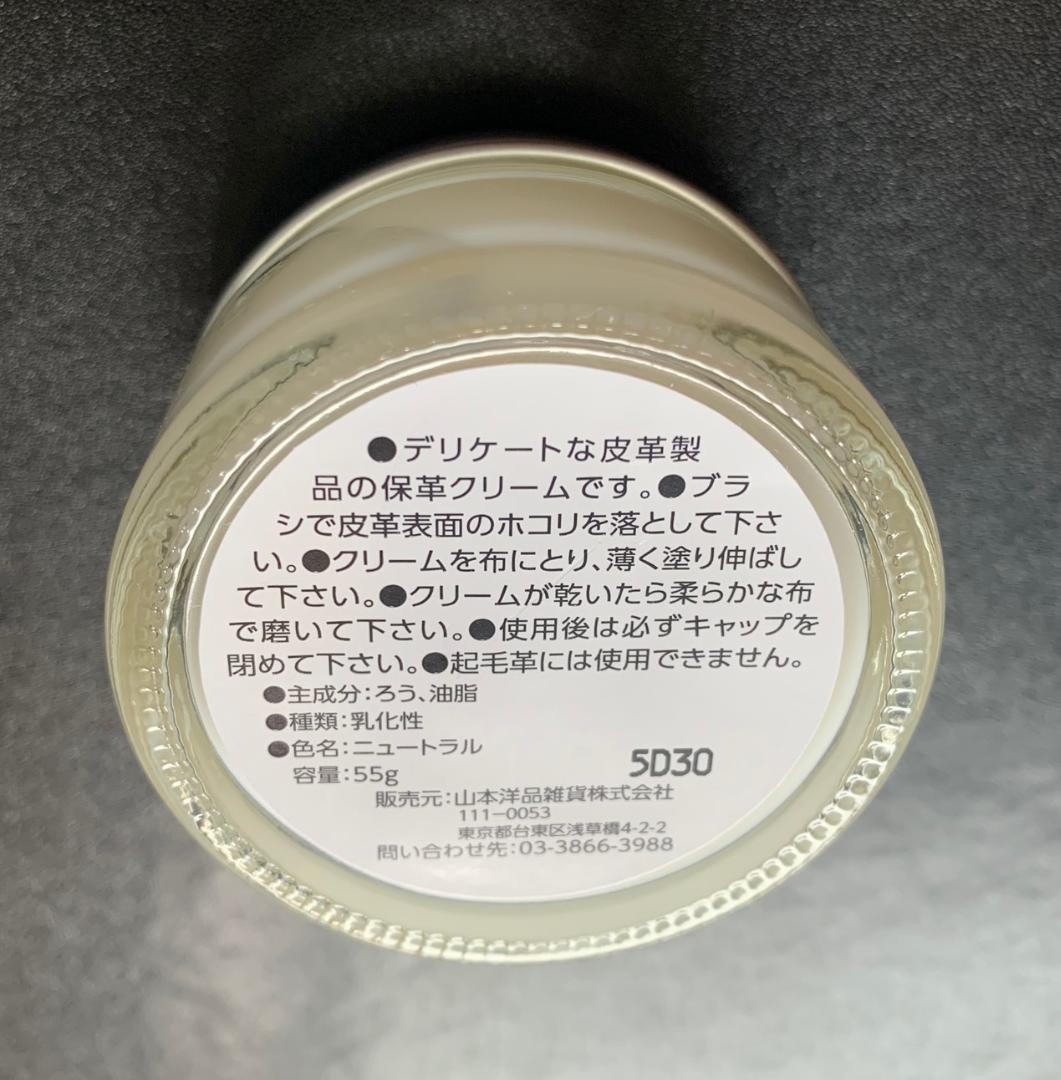 ●デリケートな皮革製
品の保革クリームです。●ブラ
シで皮革表面のホコリを落として下さ
い。●クリームを布にとり、薄く塗り伸ばし
て下さい。●クリームが乾いたら柔らかな布
で磨いて下さい。●使用後は必ずキャップを
閉めて下さい。●起毛革には使用できません。
●主成分：ろう、油脂
●種類：乳化性
●色名：ニュートラル
容量：55g
5D30
販売元：山本洋品雑貨株式会社
111−0053
東京都台東区浅草橋4-2-2
問い合わせ先：03-3866-3988